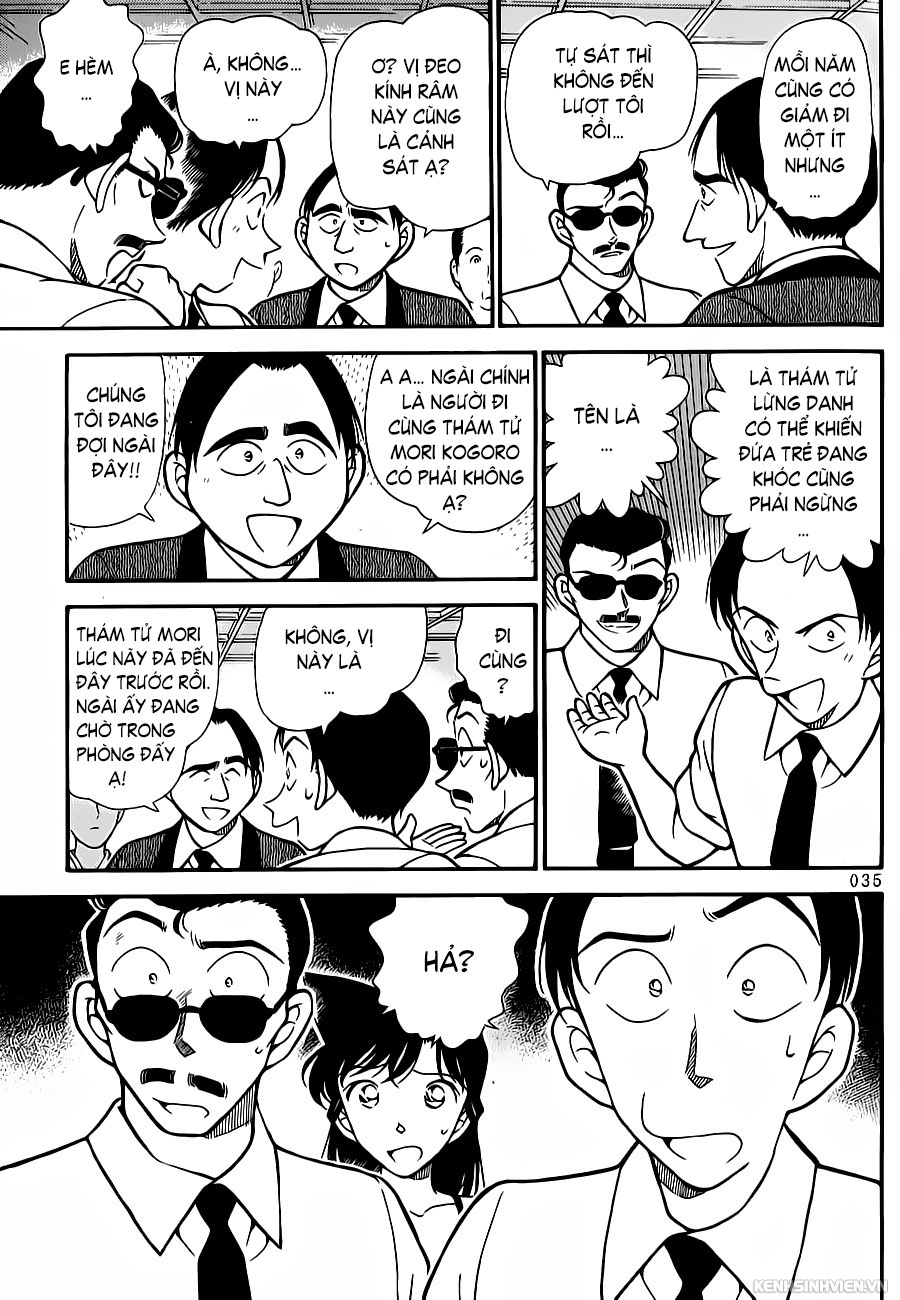 MỖI NĂM
CŨNG CÓ
GIẢM ĐI
MỘT ÍT
NHƯNG
...
TỰ SÁT THÌ
KHÔNG ĐẾN
LƯỢT TÔI
RỒI...
Ơ? VỊ ĐEO
KÍNH RÂM
NÀY CŨNG
LÀ CẢNH
SÁT Ạ?
À, KHÔNG...
VỊ NÀY
...
E HÈM
...
LÀ THÁM TỬ
LỪNG DANH
CÓ THỂ KHIẾN
ĐỨA TRẺ ĐANG
KHÓC CŨNG
PHẢI NGỪNG
...
TÊN LÀ
...
A A... NGÀI CHÍNH
LÀ NGƯỜI ĐI
CÙNG THÁM TỬ
MORI KOGORO
CÓ PHẢI KHÔNG
Ạ?
CHÚNG
TÔI ĐANG
ĐỢI NGÀI
ĐÂY!!
ĐI
CÙNG
?
KHÔNG, VỊ
NÀY LÀ
...
THÁM TỬ MORI
LÚC NÀY ĐÃ ĐẾN
ĐÂY TRƯỚC RỒI.
NGÀI ẤY ĐANG
CHỜ TRONG
PHÒNG ĐẤY
Ạ!
035
HẢ?
KENHSINHVIEN.VN